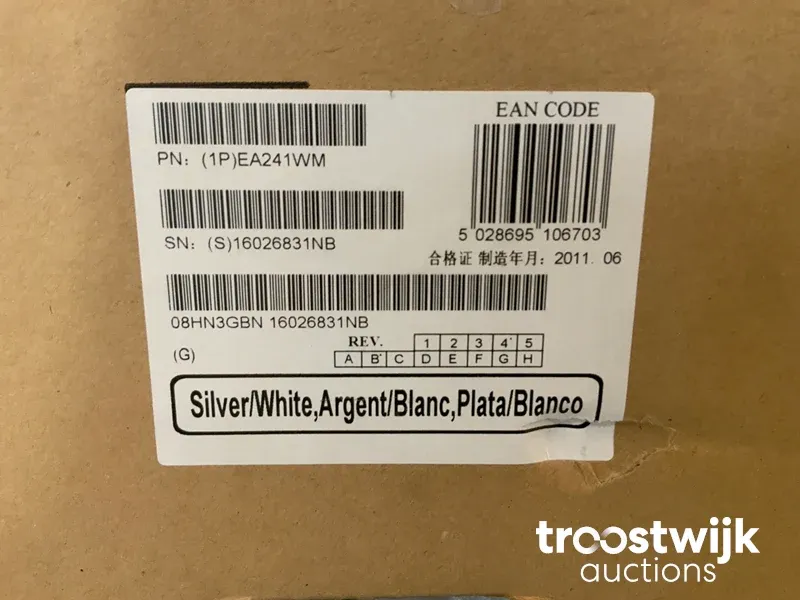 EAN CODE
PN: (1P)EA241WM
SN: (S)16026831NB
5 028695 106703
合格证 制造年月: 2011. 06
08HN3GBN 16026831NB
(G)
REV. 1 2 3 4 5
A B C D E F G H
Silver/White,Argent/Blanc,Plata/Blanco
troostwijk
auctions